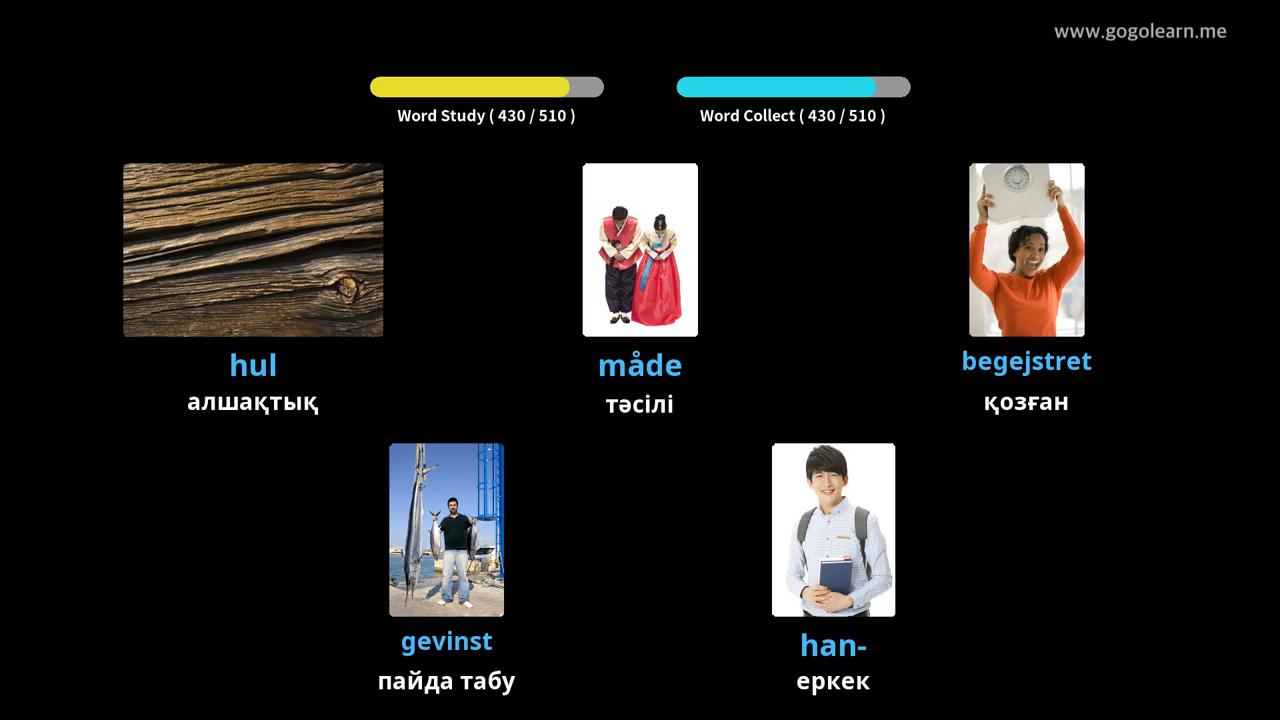 www.gogolearn.me
Word Study ( 430 / 510 )
Word Collect ( 430 / 510 )
hul
алшақтық
måde
тәсілі
begejstret
қозған
gevinst
пайда табу
han-
еркек